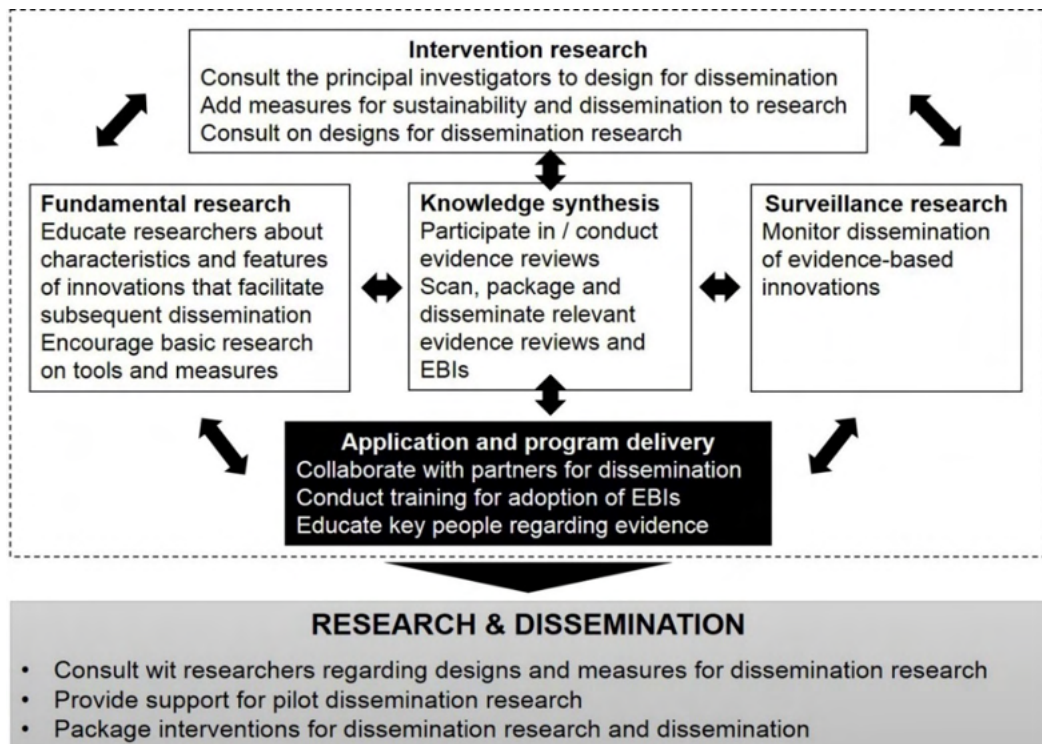 Intervention research
Consult the principal investigators to design for dissemination
Add measures for sustainability and dissemination to research
Consult on designs for dissemination research
Fundamental research
Educate researchers about
characteristics and features
of innovations that facilitate
subsequent dissemination
Encourage basic research
on tools and measures
Knowledge synthesis
Participate in / conduct
evidence reviews
Scan, package and
disseminate relevant
evidence reviews and
EBIs
Surveillance research
Monitor dissemination
of evidence-based
innovations
Application and program delivery
Collaborate with partners for dissemination
Conduct training for adoption of EBIs
Educate key people regarding evidence
RESEARCH & DISSEMINATION
• Consult wit researchers regarding designs and measures for dissemination research
• Provide support for pilot dissemination research
• Package interventions for dissemination research and dissemination